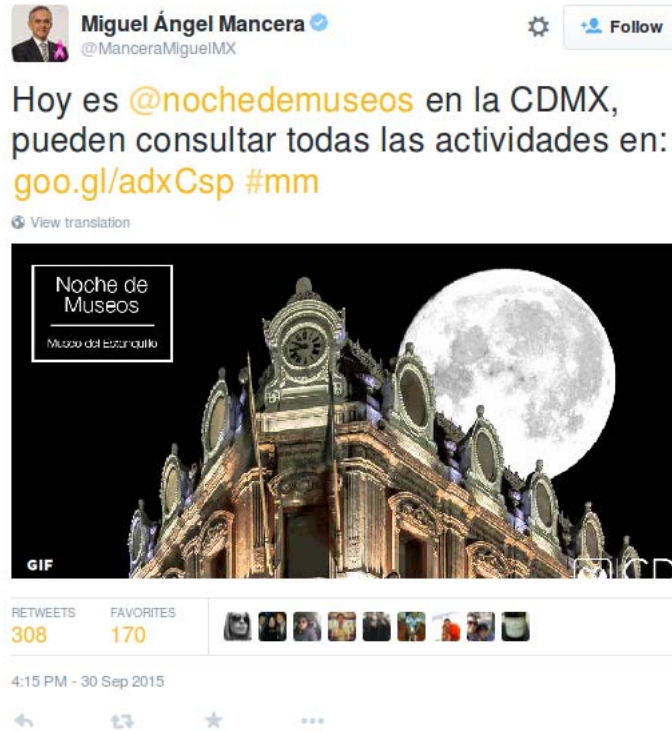 Miguel Ángel Mancera
@ManceraMiguelMX
Follow
Hoy es @nochedemuseos en la CDMX,
pueden consultar todas las actividades en:
goo.gl/adxCsp #mm
View translation
Noche de
Museos
Museo del Estanquillo
GIF
CD
RETWEETS FAVORITES
308 170
4:15 PM - 30 Sep 2015